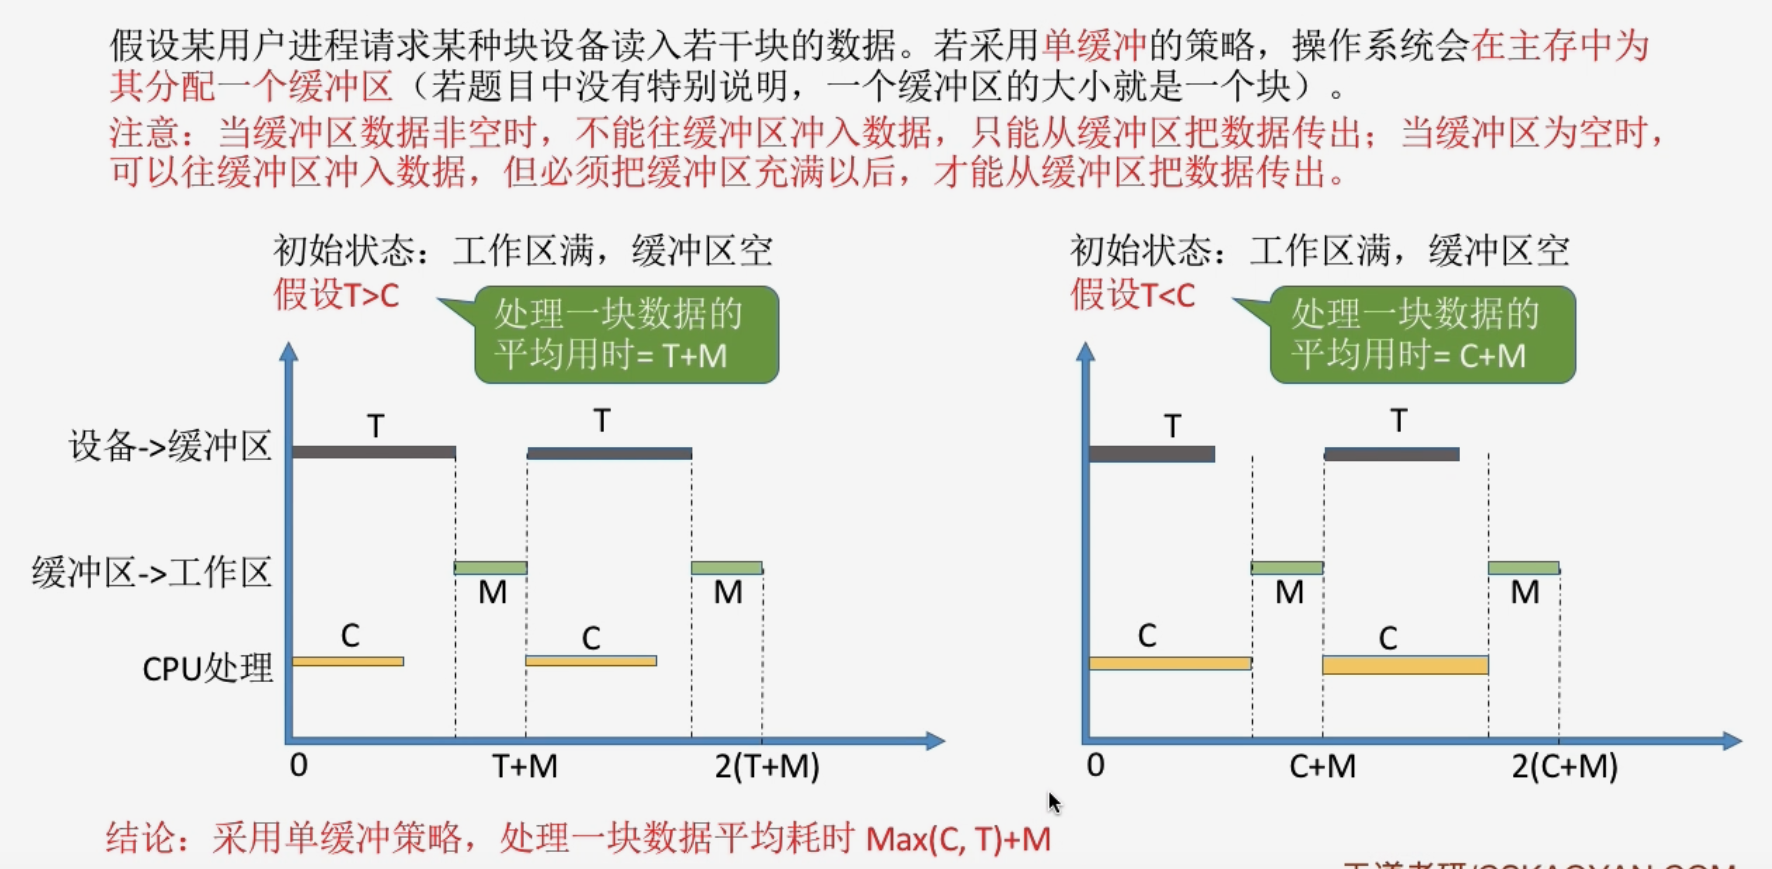 假设某用户进程请求某种块设备读入若干块的数据。若采用单缓冲的策略，操作系统会在主存中为
其分配一个缓冲区（若题目中没有特别说明，一个缓冲区的大小就是一个块）。
注意：当缓冲区数据非空时，不能往缓冲区冲入数据，只能从缓冲区把数据传出；当缓冲区为空时，
可以往缓冲区冲入数据，但必须把缓冲区充满以后，才能从缓冲区把数据传出。
初始状态：工作区满，缓冲区空
假设T>C
处理一块数据的
平均用时= T+M
设备->缓冲区
T
T
缓冲区->工作区
M
M
CPU处理
C
C
0
T+M
2(T+M)
初始状态：工作区满，缓冲区空
假设T<C
处理一块数据的
平均用时= C+M
T
T
M
M
C
C
0
C+M
2(C+M)
结论：采用单缓冲策略，处理一块数据平均耗时 Max(C, T)+M